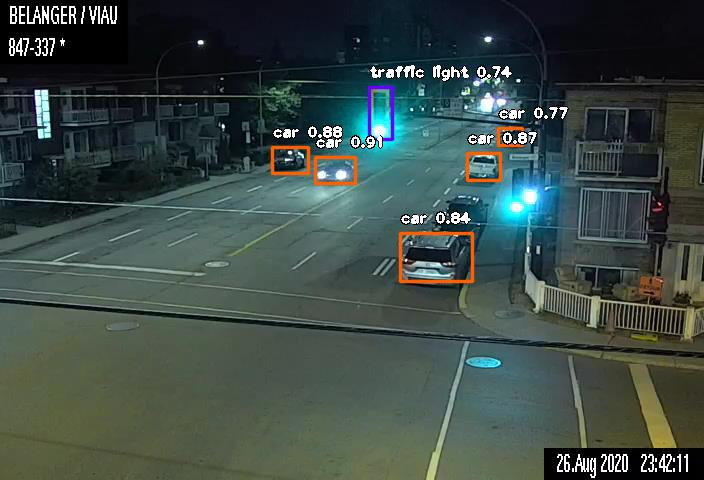 BELANGER / VIAU
847-337 *
traffic light 0.74
car 0.77
car 0.88
car 0.91
car 0.87
car 0.84
26.Aug 2020 23:42:11